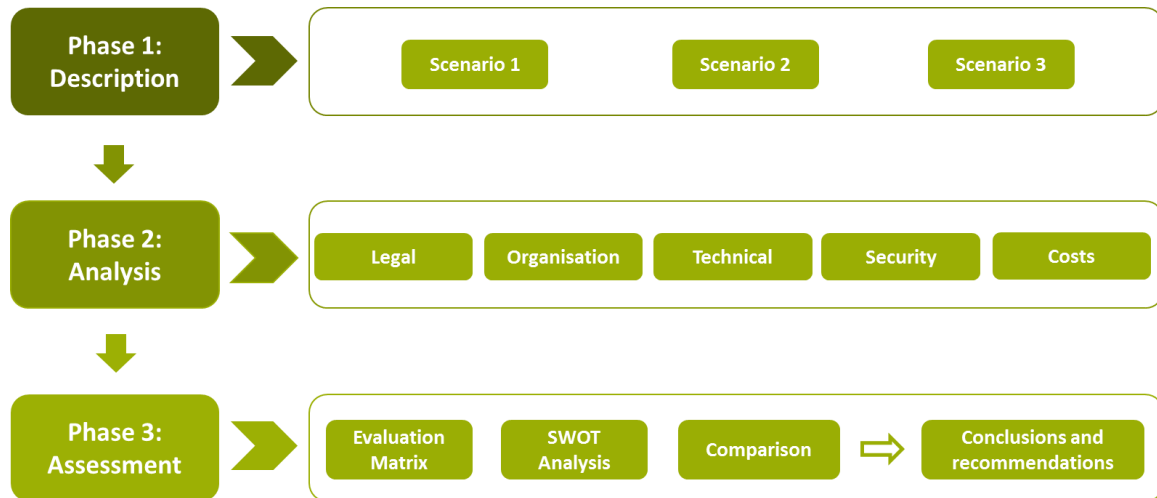 Phase 1:
Description
Scenario 1
Scenario 2
Scenario 3
Phase 2:
Analysis
Legal
Organisation
Technical
Security
Costs
Phase 3:
Assessment
Evaluation
Matrix
SWOT
Analysis
Comparison
Conclusions and
recommendations